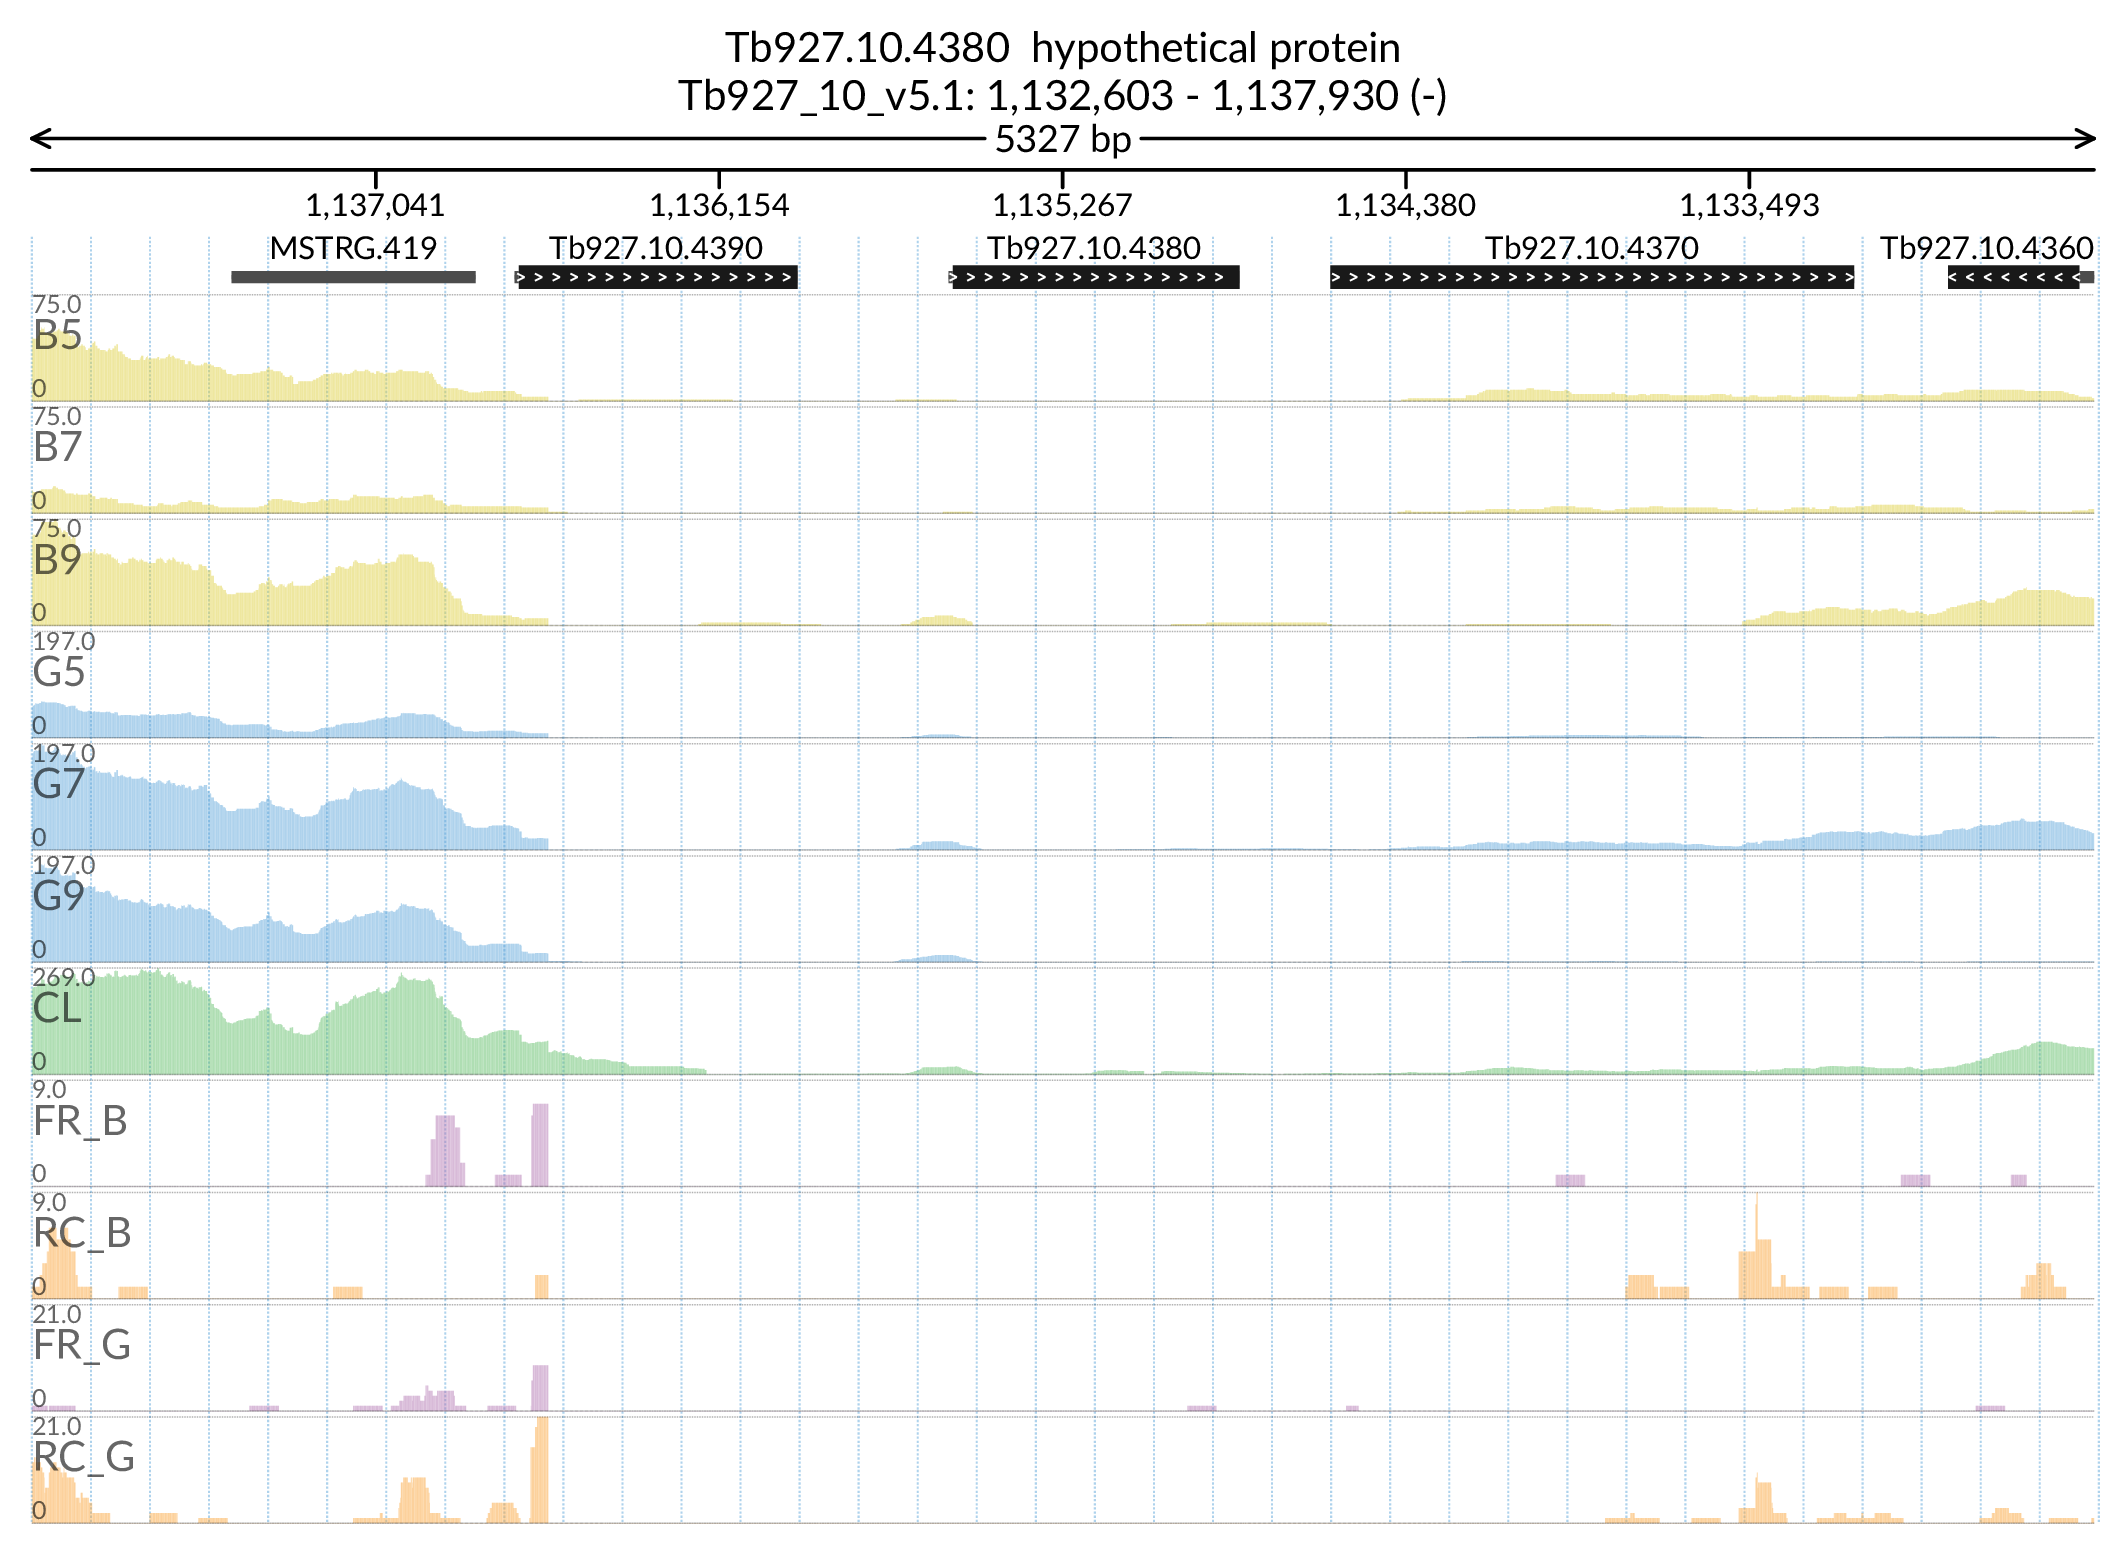 Tb927.10.4380  hypothetical protein
Tb927_10_v5.1: 1,132,603 - 1,137,930 (-)
5327 bp
1,137,041 1,136,154 1,135,267 1,134,380 1,133,493
MSTRG.419 Tb927.10.4390 Tb927.10.4380 Tb927.10.4370 Tb927.10.4360
75.0
B5
0
75.0
B7
0
75.0
B9
0
197.0
G5
0
197.0
G7
0
197.0
G9
0
269.0
CL
0
9.0
FR_B
0
9.0
RC_B
0
21.0
FR_G
0
21.0
RC_G
0